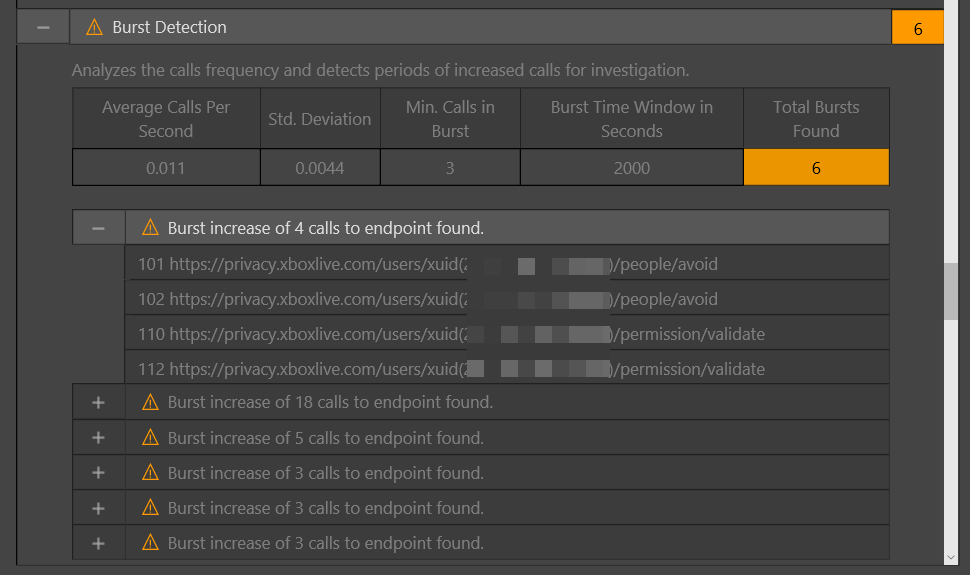 Burst Detection
6
Analyzes the calls frequency and detects periods of increased calls for investigation.
Average Calls Per Second
Std. Deviation
Min. Calls in Burst
Burst Time Window in Seconds
Total Bursts Found
0.011
0.0044
3
2000
6
Burst increase of 4 calls to endpoint found.
101 https://privacy.xboxlive.com/users/xuid( )/people/avoid
102 https://privacy.xboxlive.com/users/xuid( )/people/avoid
110 https://privacy.xboxlive.com/users/xuid( )/permission/validate
112 https://privacy.xboxlive.com/users/xuid( )/permission/validate
Burst increase of 18 calls to endpoint found.
Burst increase of 5 calls to endpoint found.
Burst increase of 3 calls to endpoint found.
Burst increase of 3 calls to endpoint found.
Burst increase of 3 calls to endpoint found.